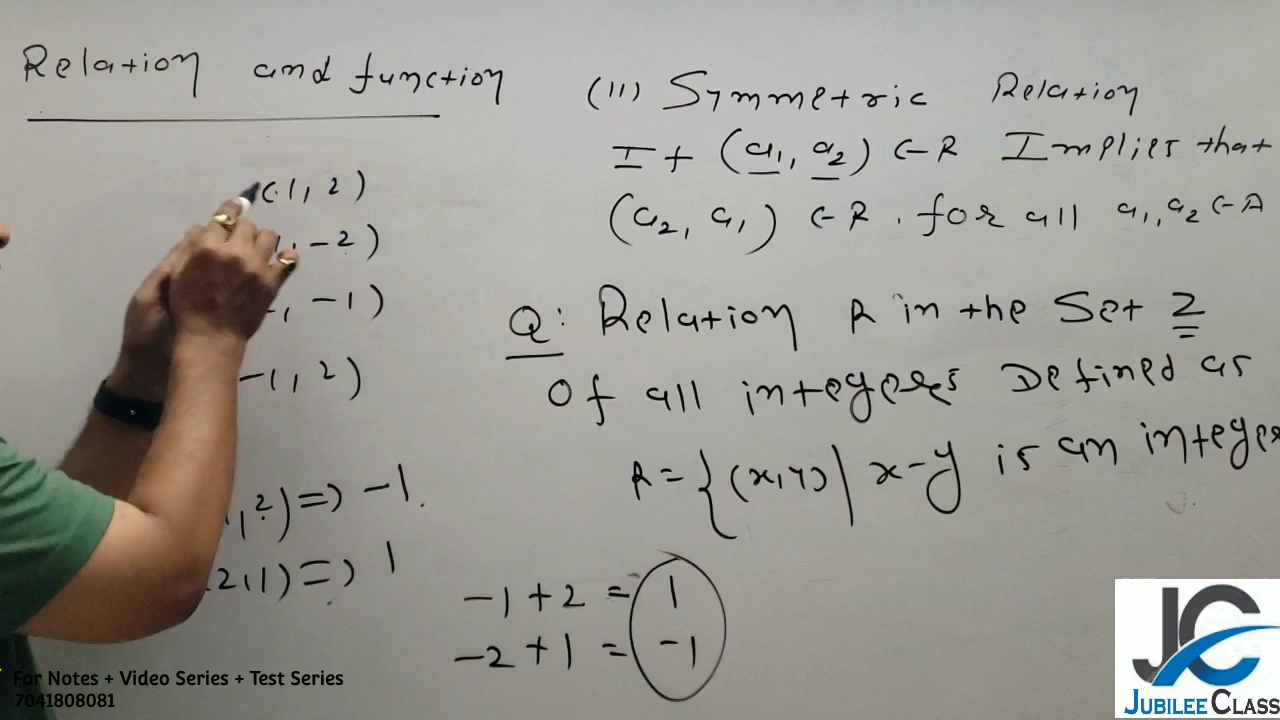 Relation and function
(II) Symmetric Relation
If (a1, a2) ∈ R Implies that
(a2, a1) ∈ R. for all a1, a2 ∈ A
(1, 2)
, -2)
, -1)
-1, 2)
Q: Relation R in the Set Z
Of all integers Defined as
R = {(x, y) | x-y is an integer
, 2) => -1.
2, 1) => 1
-1 + 2 = 1
-2 + 1 = -1
For Notes + Video Series + Test Series
7041808081
JC
JUBILEE CLASS